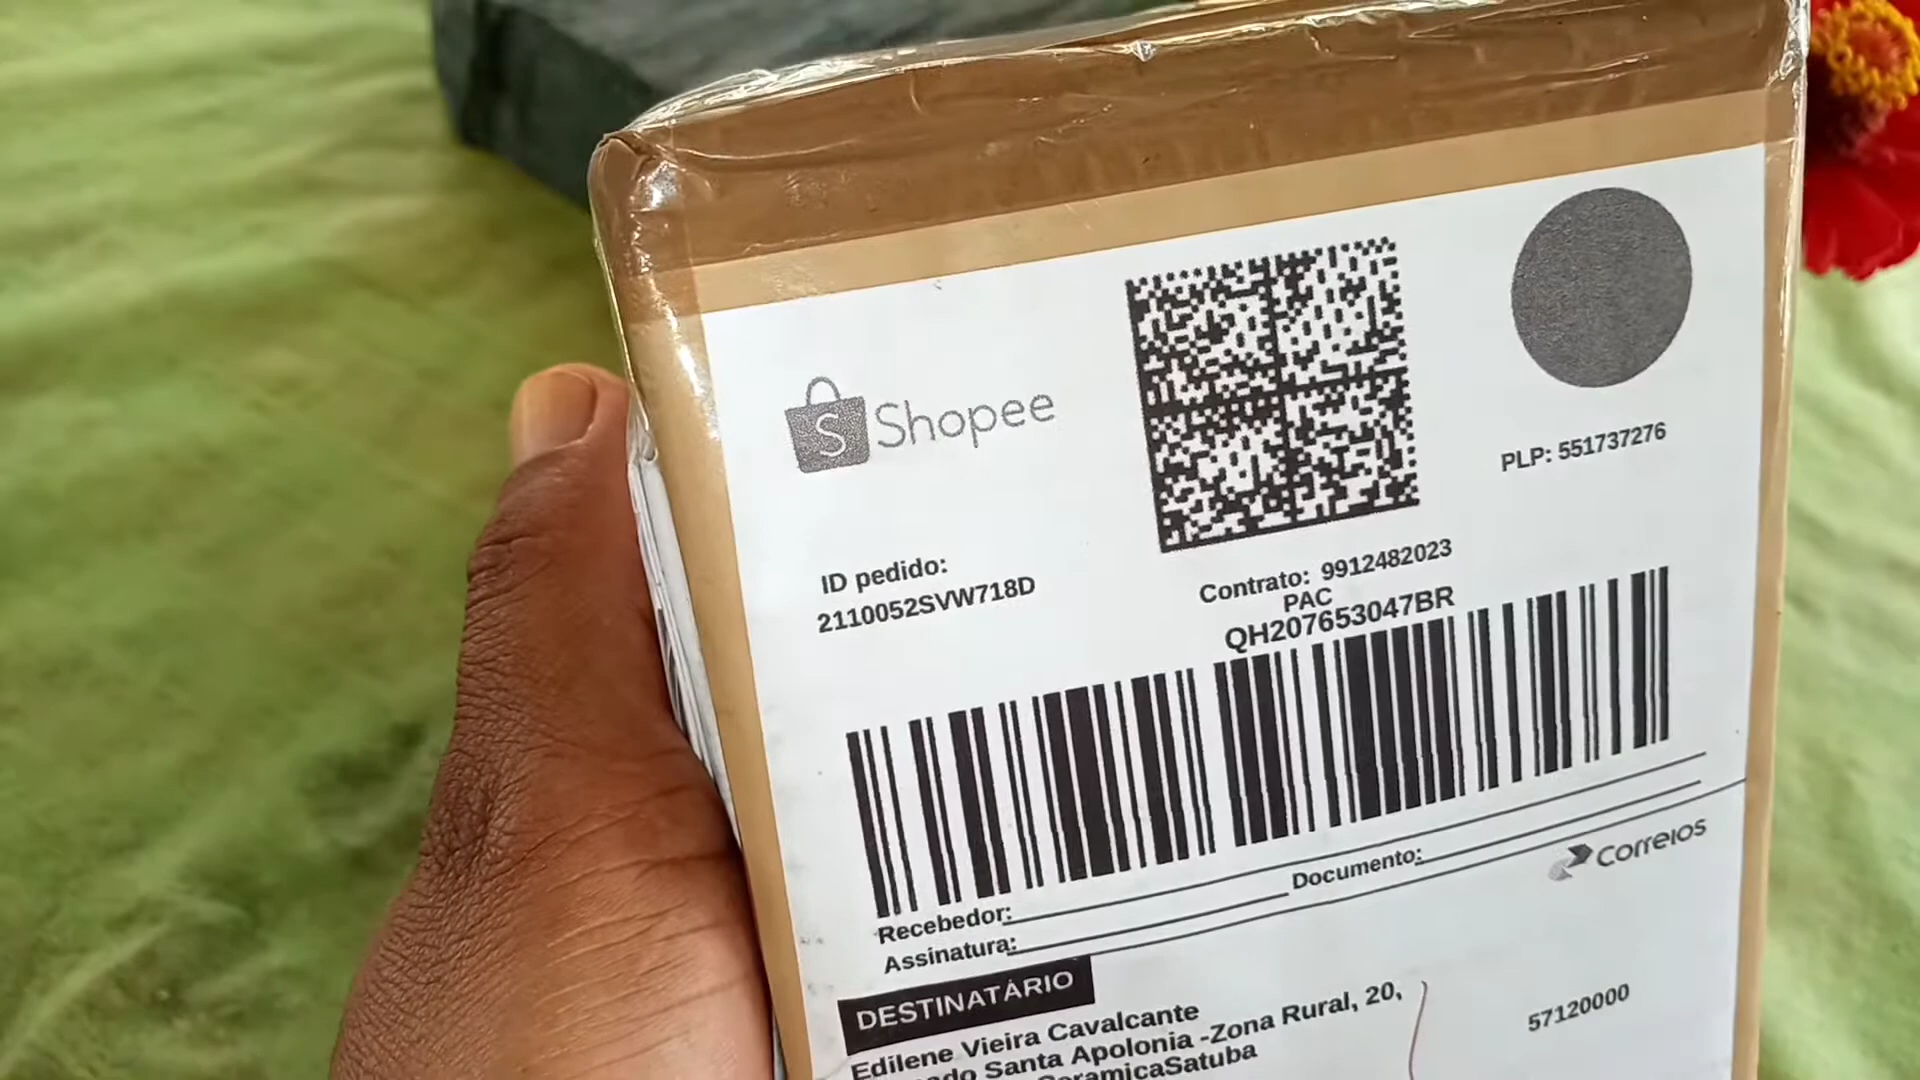 Shopee
PLP: 551737276
ID pedido:
2110052SVW718D
Contrato: 9912482023
PAC
QH207653047BR
Recebedor:
Documento:
Assinatura:
Correios
DESTINATÁRIO
Edilene Vieira Cavalcante
Santa Apolonia -Zona Rural, 20,
57120000